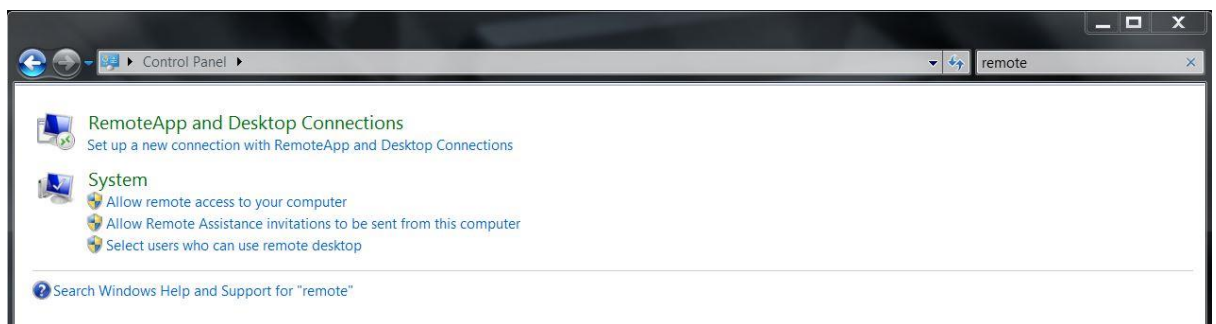 Control Panel
remote
RemoteApp and Desktop Connections
Set up a new connection with RemoteApp and Desktop Connections
System
Allow remote access to your computer
Allow Remote Assistance invitations to be sent from this computer
Select users who can use remote desktop
Search Windows Help and Support for "remote"